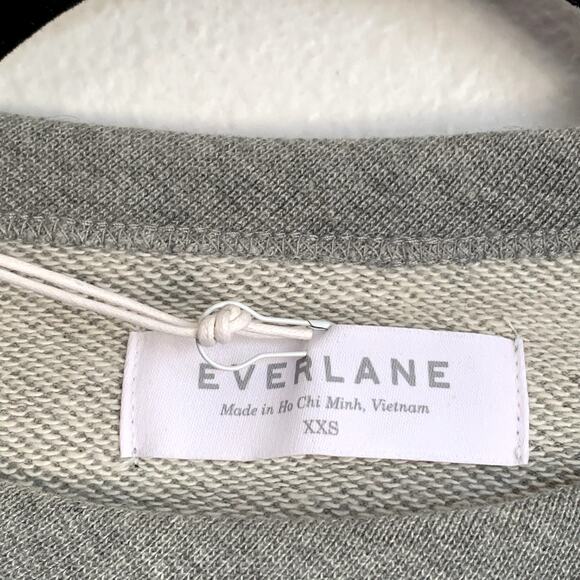 EVERLANE
Made in Ho Chi Minh, Vietnam
XXS